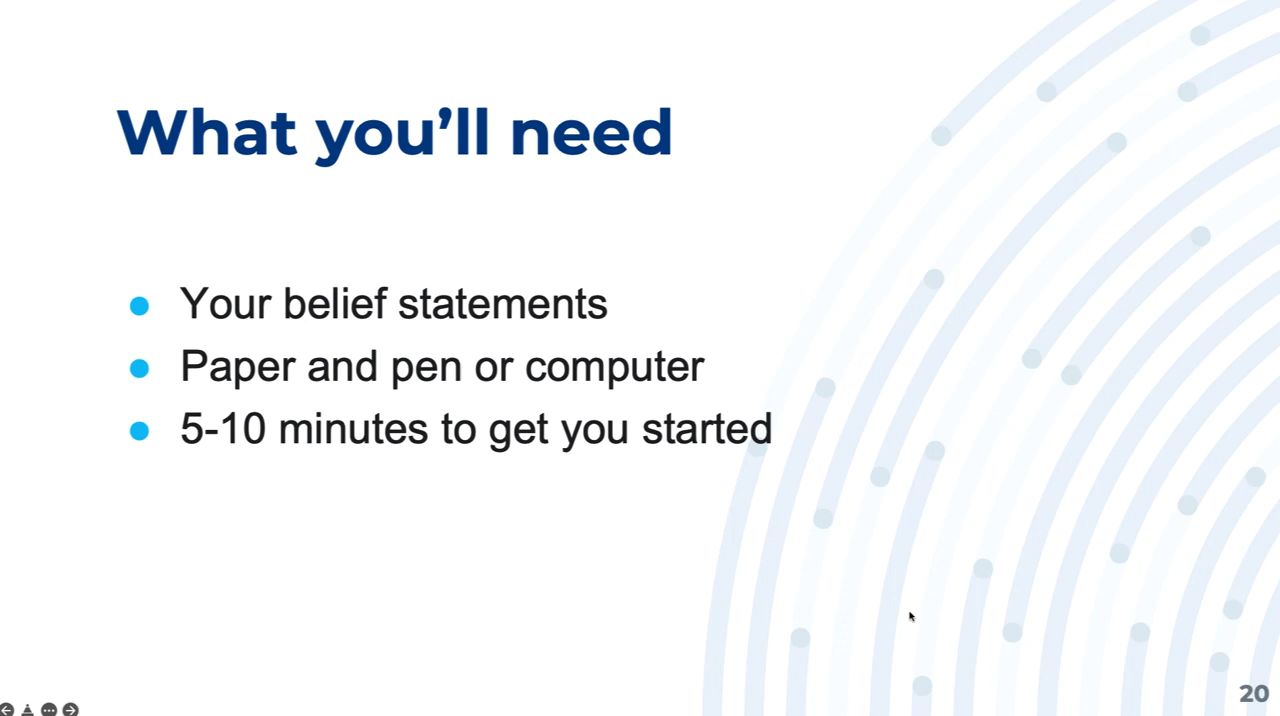 What you’ll need
● Your belief statements
● Paper and pen or computer
● 5-10 minutes to get you started
20